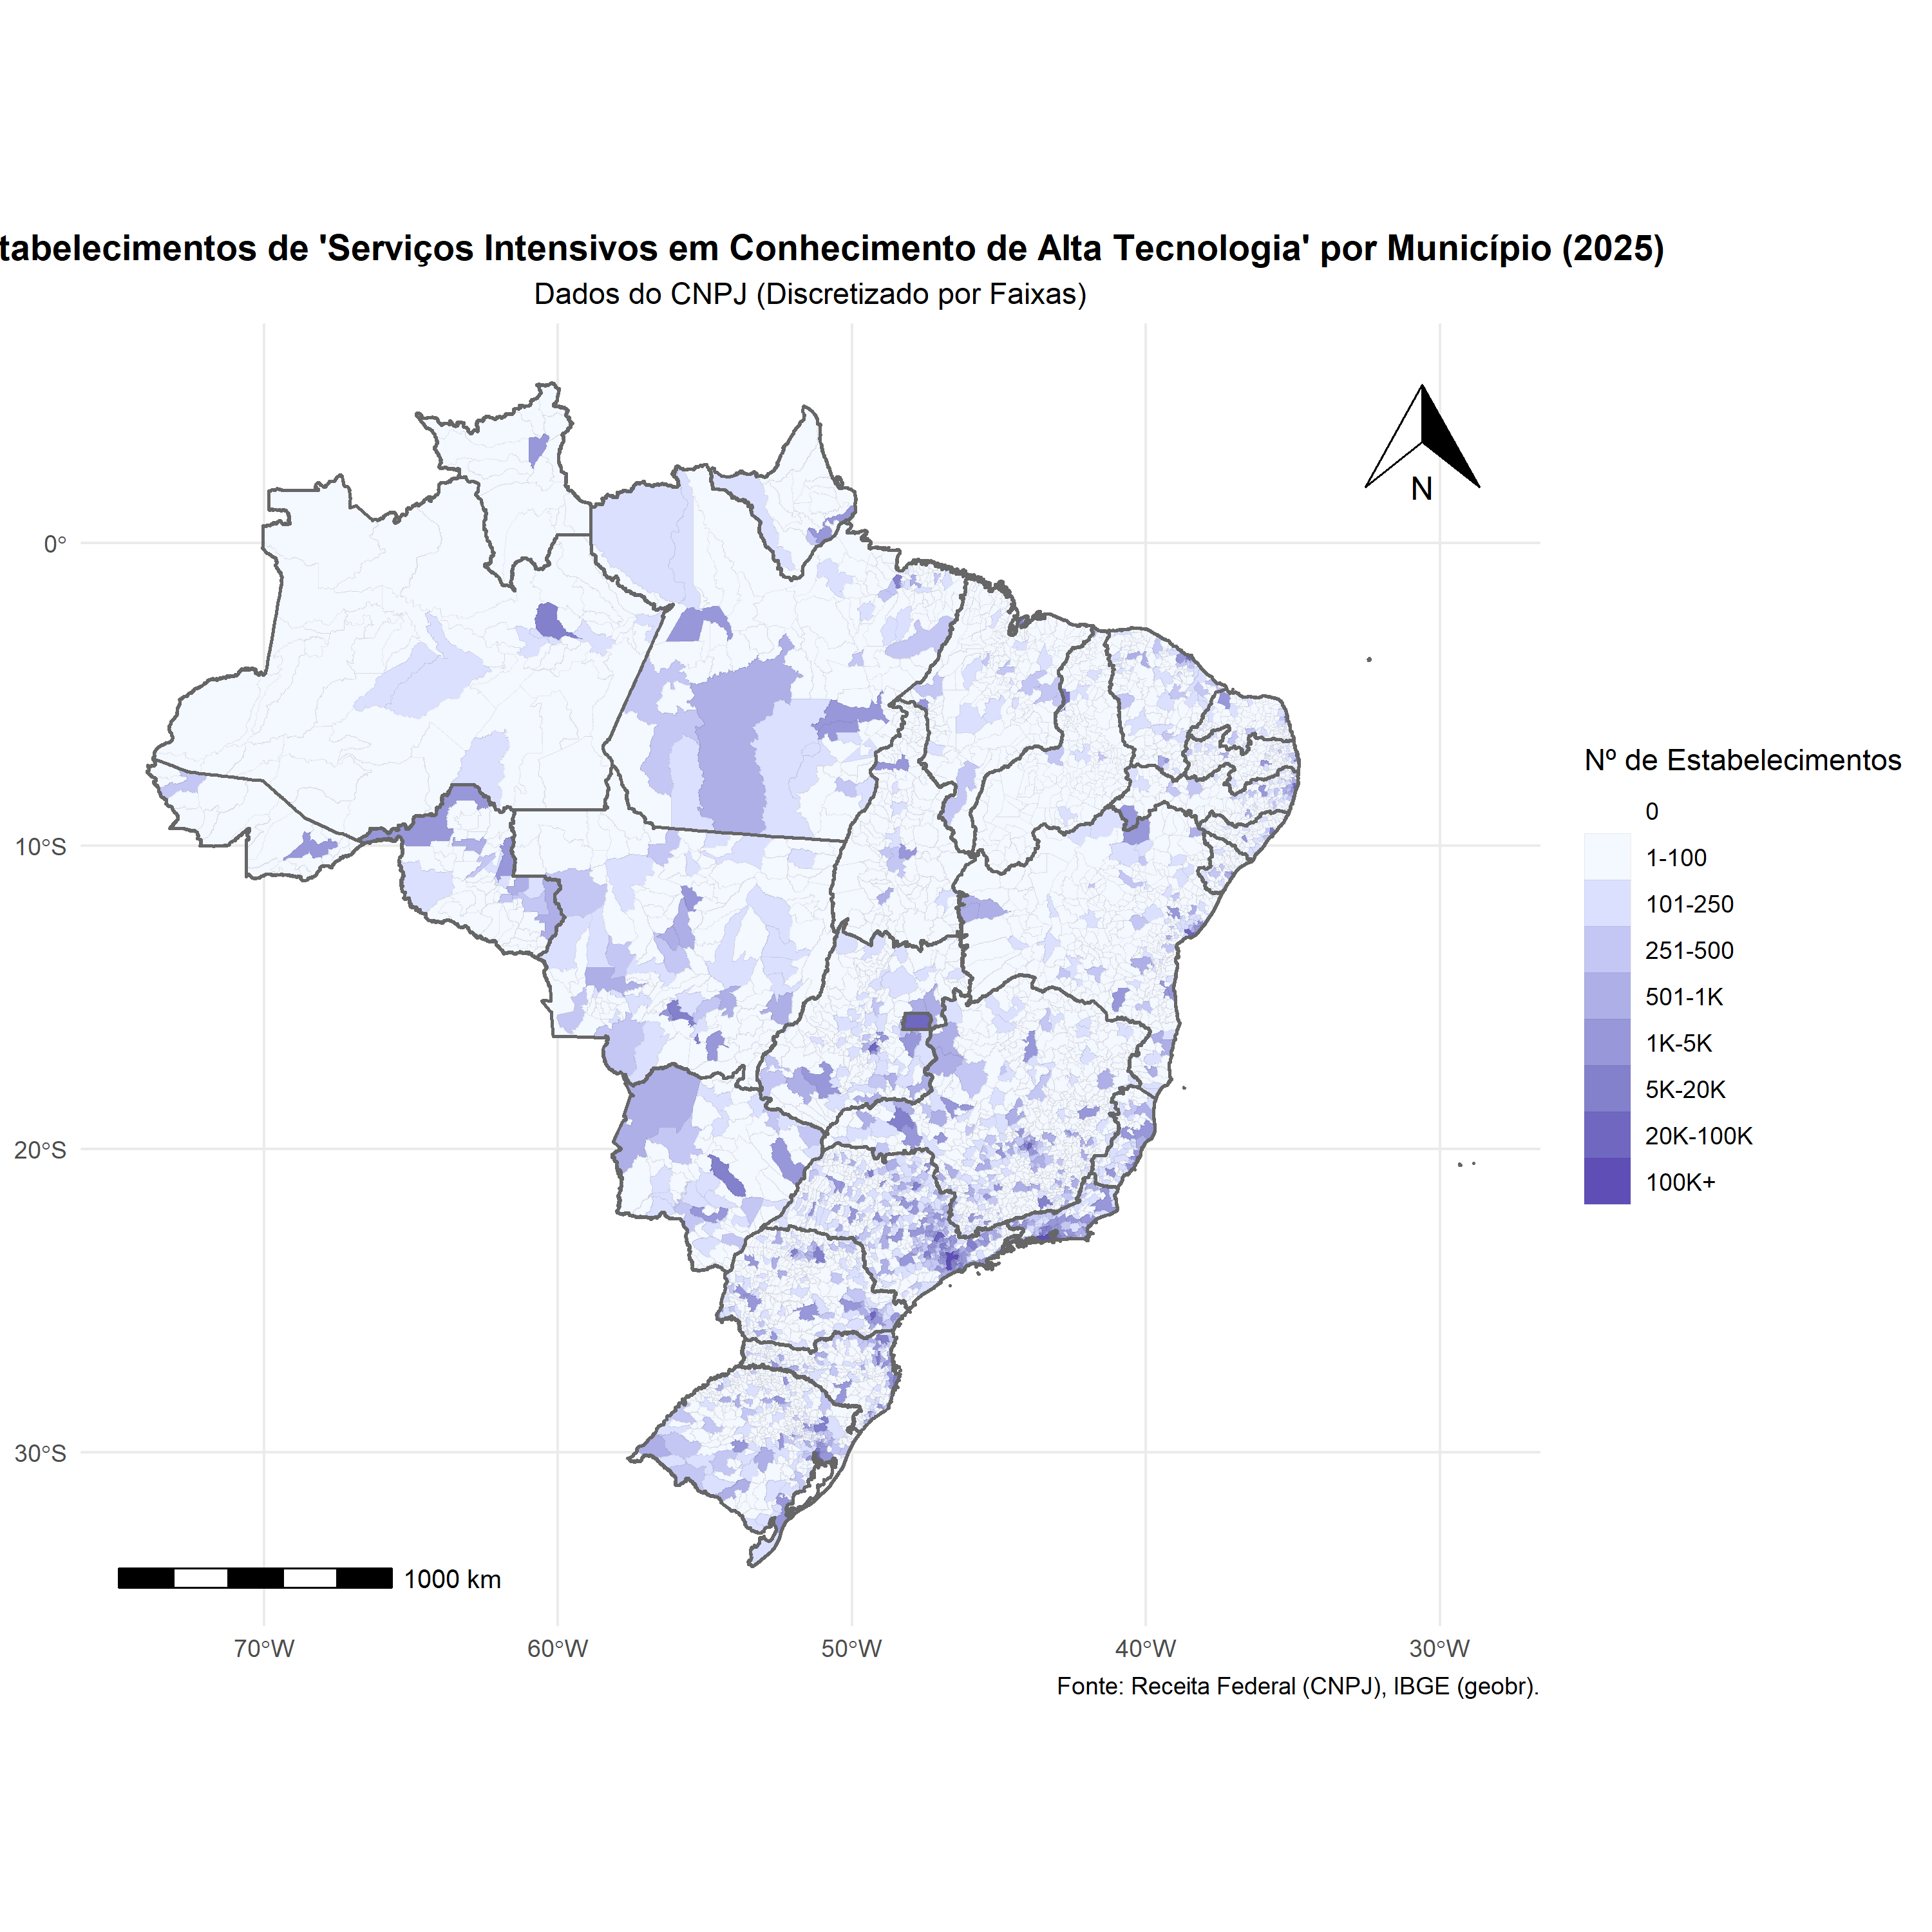 tabelecimentos de 'Serviços Intensivos em Conhecimento de Alta Tecnologia' por Município (2025)
Dados do CNPJ (Discretizado por Faixas)
N
0°
10°S
20°S
30°S
Nº de Estabelecimentos
0
1-100
101-250
251-500
501-1K
1K-5K
5K-20K
20K-100K
100K+
1000 km
70°W
60°W
50°W
40°W
30°W
Fonte: Receita Federal (CNPJ), IBGE (geobr).